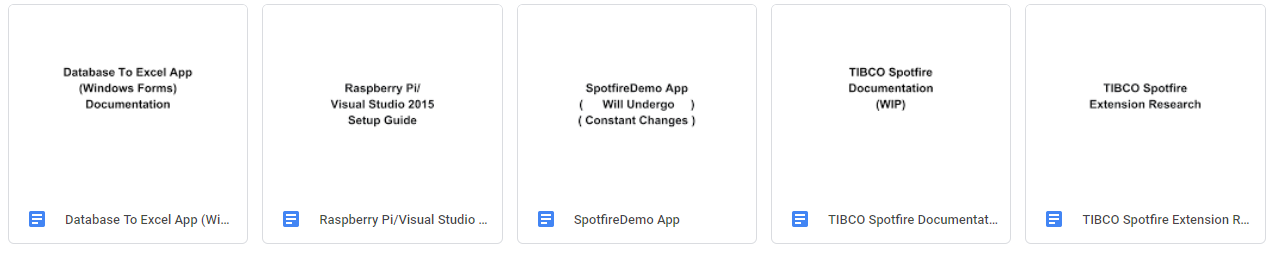 Database To Excel App
(Windows Forms)
Documentation
Database To Excel App (Wi...
Raspberry Pi/
Visual Studio 2015
Setup Guide
Raspberry Pi/Visual Studio ...
SpotfireDemo App
( Will Undergo )
( Constant Changes )
SpotfireDemo App
TIBCO Spotfire
Documentation
(WIP)
TIBCO Spotfire Documentat...
TIBCO Spotfire
Extension Research
TIBCO Spotfire Extension R...